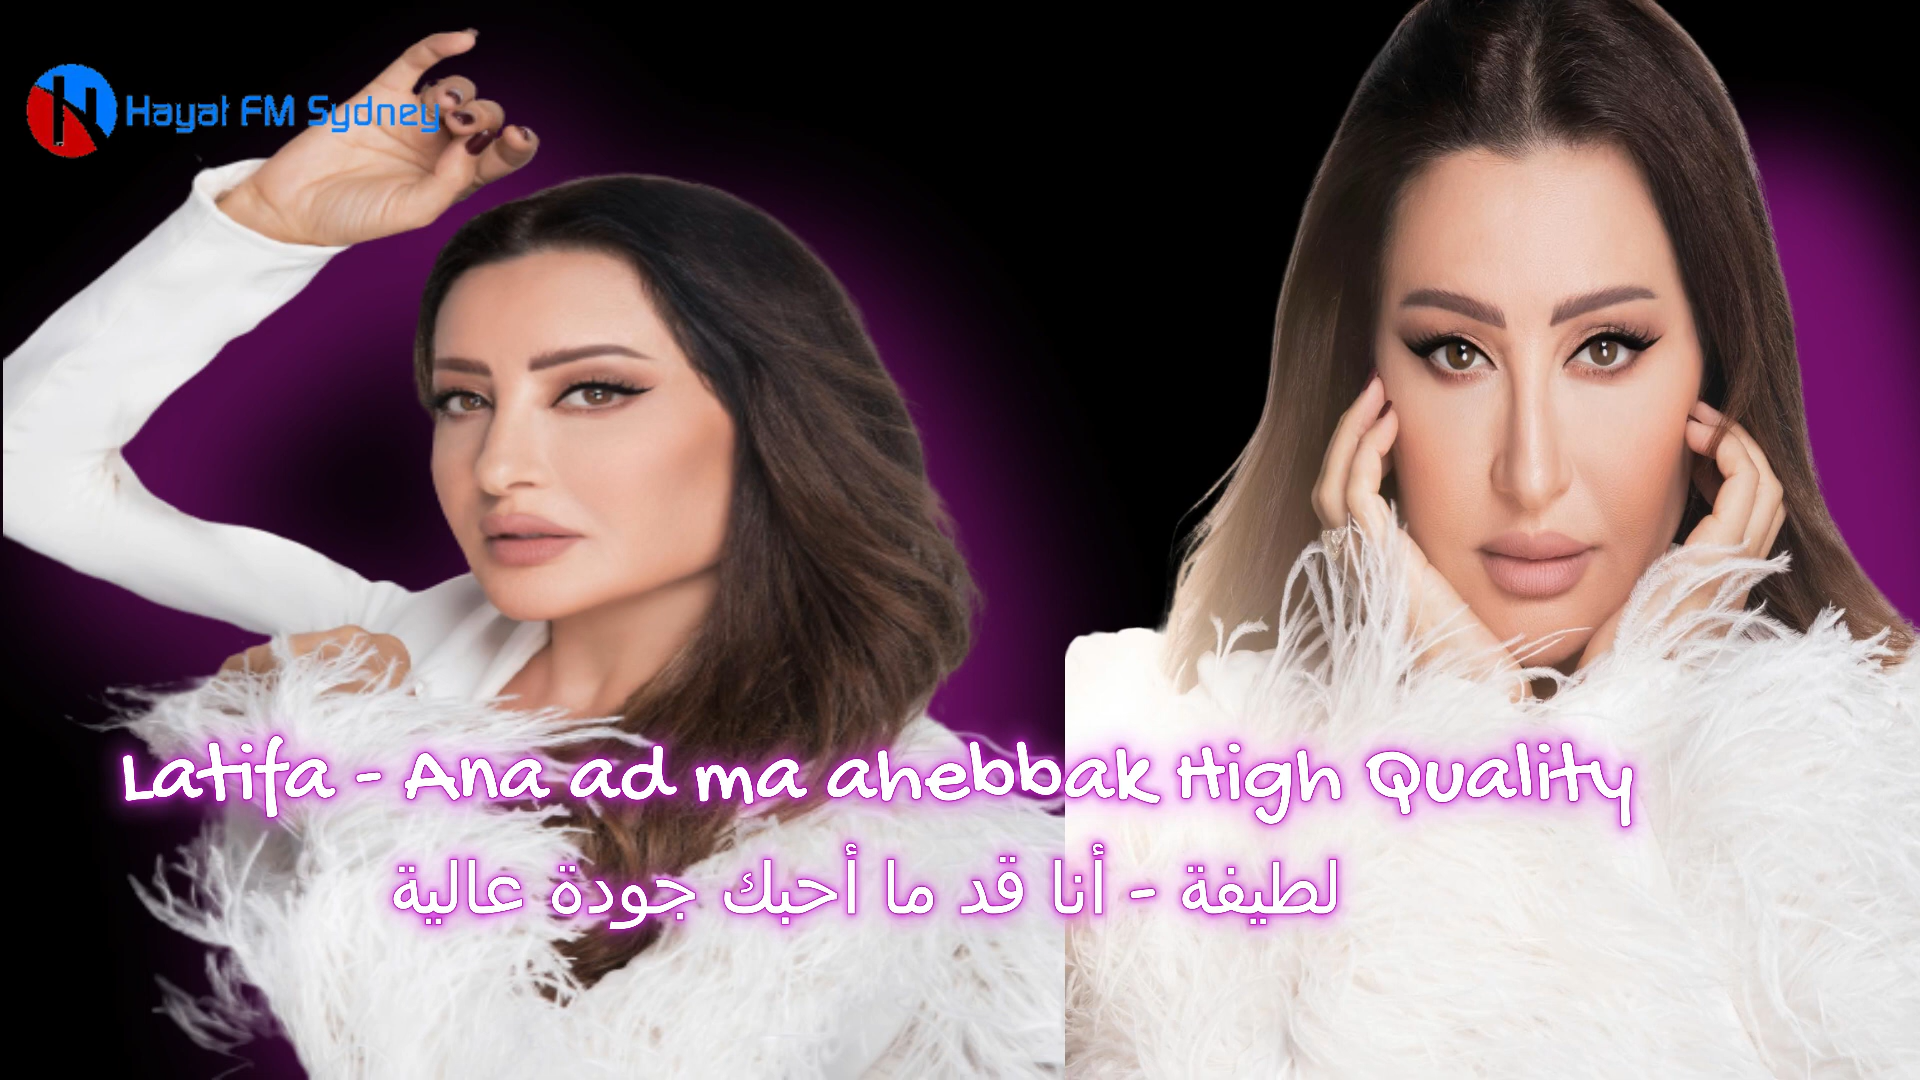 Hayat FM Sydney
Latifa - Ana ad ma ahebbak High Quality
لطيفة - أنا قد ما أحبك جودة عالية